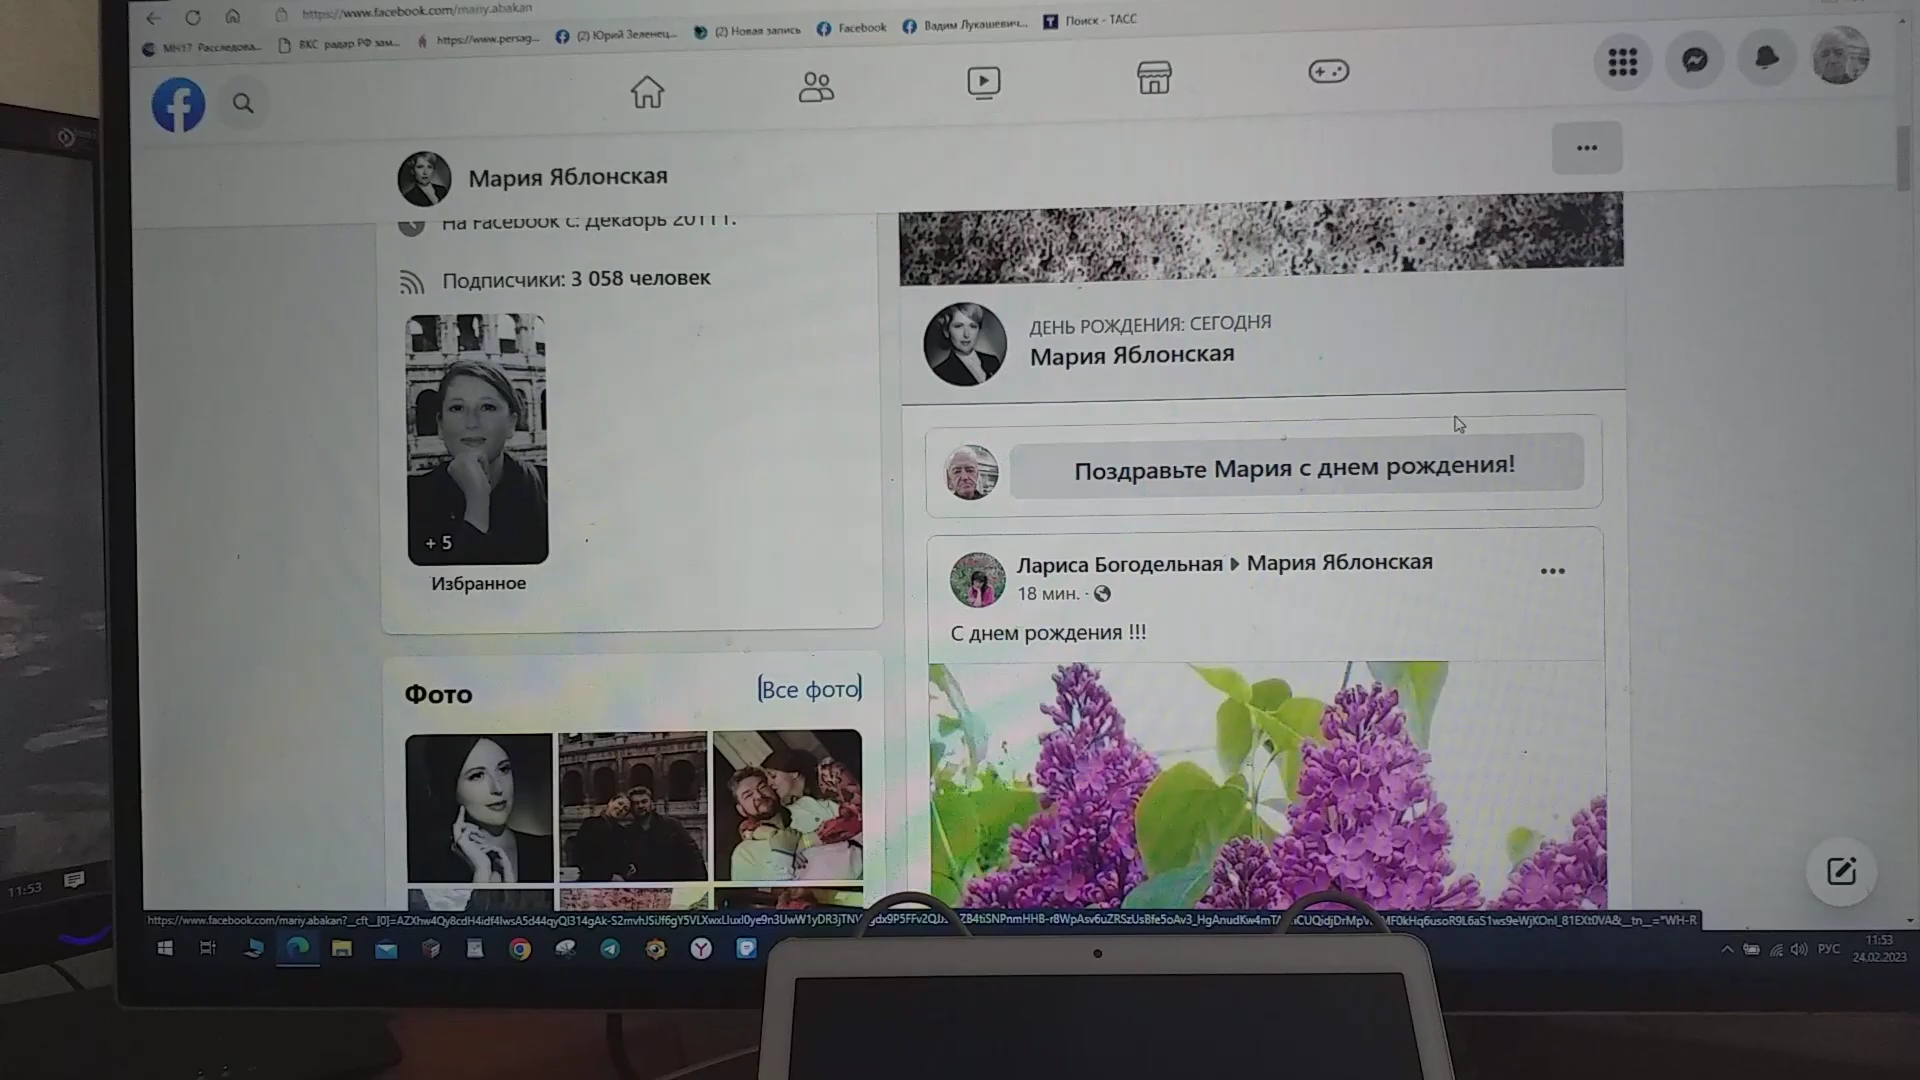 https://www.facebook.com/mariy.abakan
МН17 Расследова...
ВКС радар РФ зам...
https://www.persag...
(2) Юрий Зеленец...
(2) Новая запись
Facebook
Вадим Лукашевич...
Поиск - ТАСС
Мария Яблонская
На Facebook с: декабрь 2011 г.
Подписчики: 3 058 человек
+ 5
Избранное
Фото
Все фото
ДЕНЬ РОЖДЕНИЯ: СЕГОДНЯ
Мария Яблонская
Поздравьте Мария с днем рождения!
Лариса Богодельная Мария Яблонская
18 мин. ·
С днем рождения !!!
11:53
РУС
11:53
24.02.2023